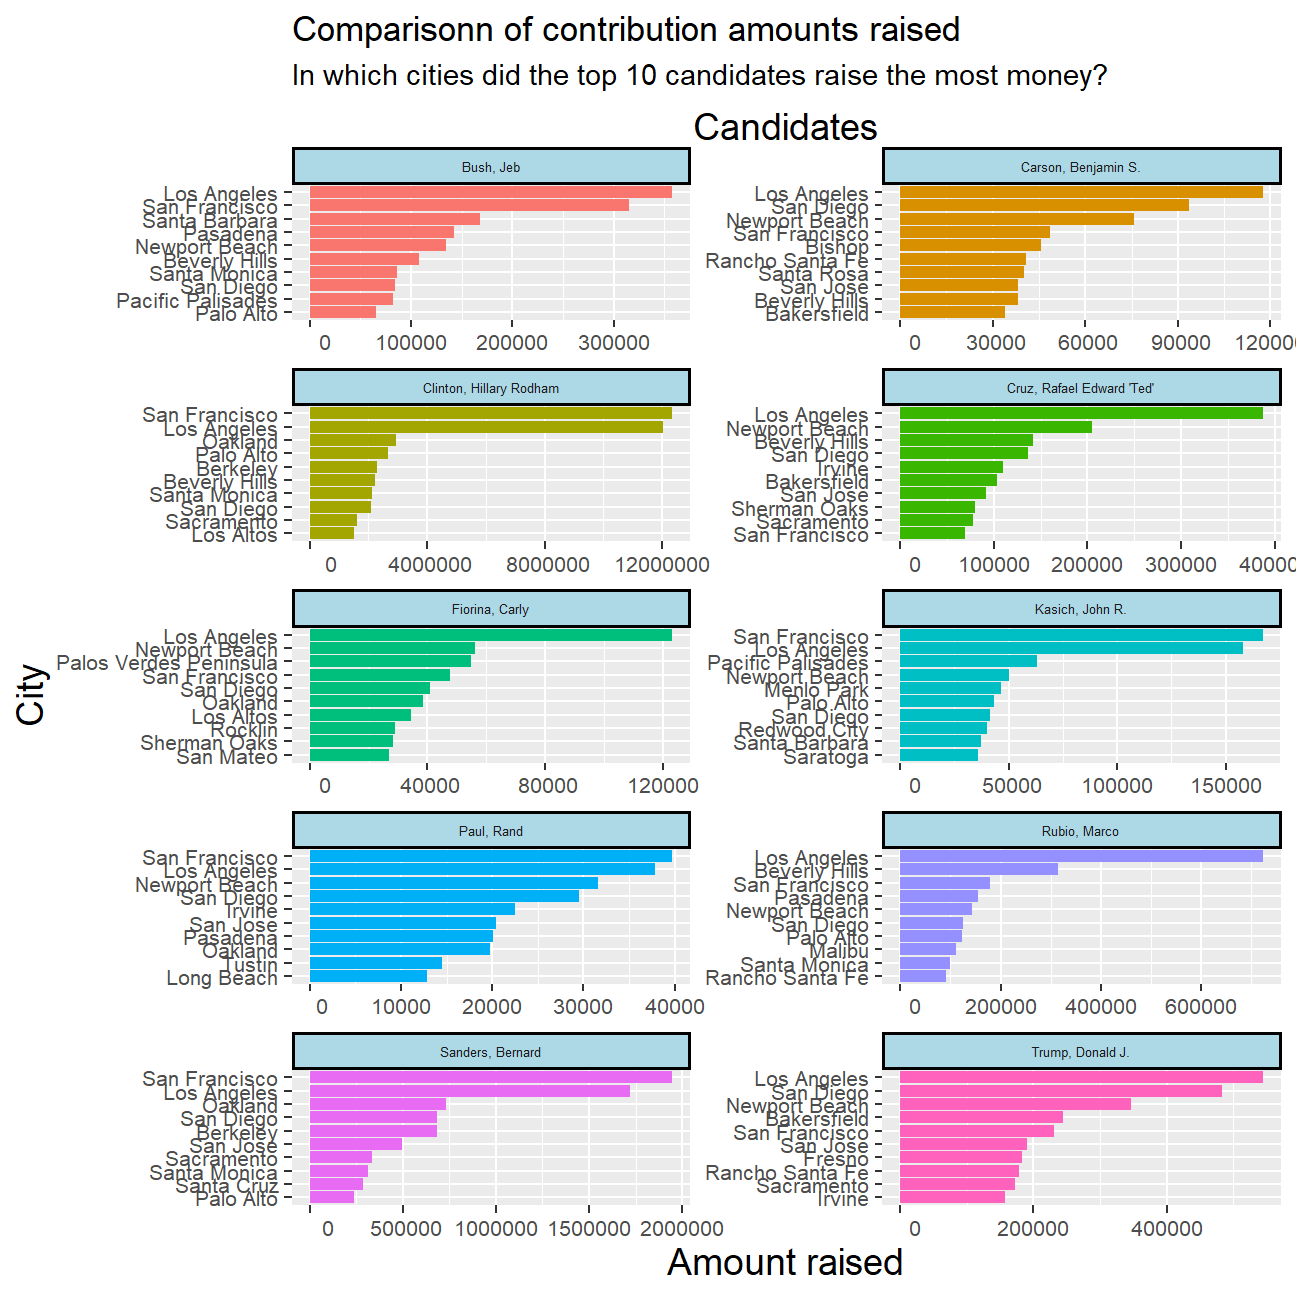 Comparisonn of contribution amounts raised
In which cities did the top 10 candidates raise the most money?
Candidates
Bush, Jeb
Los Angeles
San Francisco
Santa Barbara
Pasadena
Newport Beach
Beverly Hills
Santa Monica
San Diego
Pacific Palisades
Palo Alto
0 100000 200000 300000
Carson, Benjamin S.
Los Angeles
San Diego
Newport Beach
San Francisco
Bishop
Rancho Santa Fe
Santa Rosa
San Jose
Beverly Hills
Bakersfield
0 30000 60000 90000 12000
Clinton, Hillary Rodham
San Francisco
Los Angeles
Oakland
Palo Alto
Berkeley
Beverly Hills
Santa Monica
San Diego
Sacramento
Los Altos
0 4000000 8000000 12000000
Cruz, Rafael Edward 'Ted'
Los Angeles
Newport Beach
Beverly Hills
San Diego
Irvine
Bakersfield
San Jose
Sherman Oaks
Sacramento
San Francisco
0 100000 200000 300000 40000
City
Fiorina, Carly
Los Angeles
Newport Beach
Palos Verdes Peninsula
San Francisco
San Diego
Oakland
Los Altos
Rocklin
Sherman Oaks
San Mateo
0 40000 80000 120000
Kasich, John R.
San Francisco
Los Angeles
Pacific Palisades
Newport Beach
Menlo Park
Palo Alto
San Diego
Redwood City
Santa Barbara
Saratoga
0 50000 100000 150000
Paul, Rand
San Francisco
Los Angeles
Newport Beach
San Diego
Irvine
San Jose
Pasadena
Oakland
Tustin
Long Beach
0 10000 20000 30000 40000
Rubio, Marco
Los Angeles
Beverly Hills
San Francisco
Pasadena
Newport Beach
San Diego
Palo Alto
Malibu
Santa Monica
Rancho Santa Fe
0 200000 400000 600000
Sanders, Bernard
San Francisco
Los Angeles
Oakland
San Diego
Berkeley
San Jose
Sacramento
Santa Monica
Santa Cruz
Palo Alto
0 500000 1000000 1500000 2000000
Trump, Donald J.
Los Angeles
San Diego
Newport Beach
Bakersfield
San Francisco
San Jose
Fresno
Rancho Santa Fe
Sacramento
Irvine
0 200000 400000
Amount raised